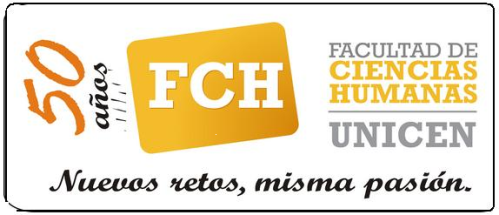 50 años
FCH
FACULTAD DE
CIENCIAS
HUMANAS
UNICEN
Nuevos retos, misma pasión.